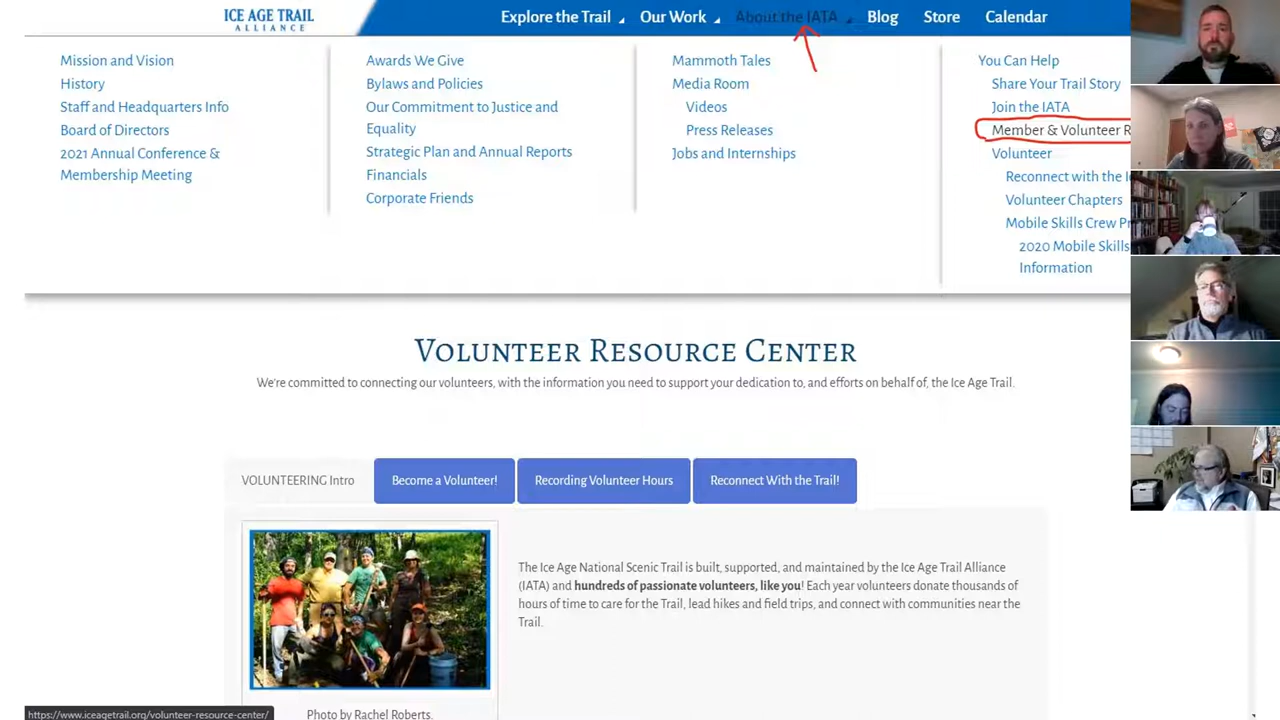 ICE AGE TRAIL
ALLIANCE
Explore the Trail
Our Work
About the IATA
Blog
Store
Calendar
Mission and Vision
History
Staff and Headquarters Info
Board of Directors
2021 Annual Conference &
Membership Meeting
Awards We Give
Bylaws and Policies
Our Commitment to Justice and
Equality
Strategic Plan and Annual Reports
Financials
Corporate Friends
Mammoth Tales
Media Room
Videos
Press Releases
Jobs and Internships
You Can Help
Share Your Trail Story
Join the IATA
Member & Volunteer R
Volunteer
Reconnect with the I
Volunteer Chapters
Mobile Skills Crew Pr
2020 Mobile Skills
Information
VOLUNTEER RESOURCE CENTER
We're committed to connecting our volunteers, with the information you need to support your dedication to, and efforts on behalf of, the Ice Age Trail.
VOLUNTEERING Intro
Become a Volunteer!
Recording Volunteer Hours
Reconnect With the Trail!
The Ice Age National Scenic Trail is built, supported, and maintained by the Ice Age Trail Alliance
(IATA) and hundreds of passionate volunteers, like you! Each year volunteers donate thousands of
hours of time to care for the Trail, lead hikes and field trips, and connect with communities near the
Trail.
Photo by Rachel Roberts.
https://www.iceagetrail.org/volunteer-resource-center/